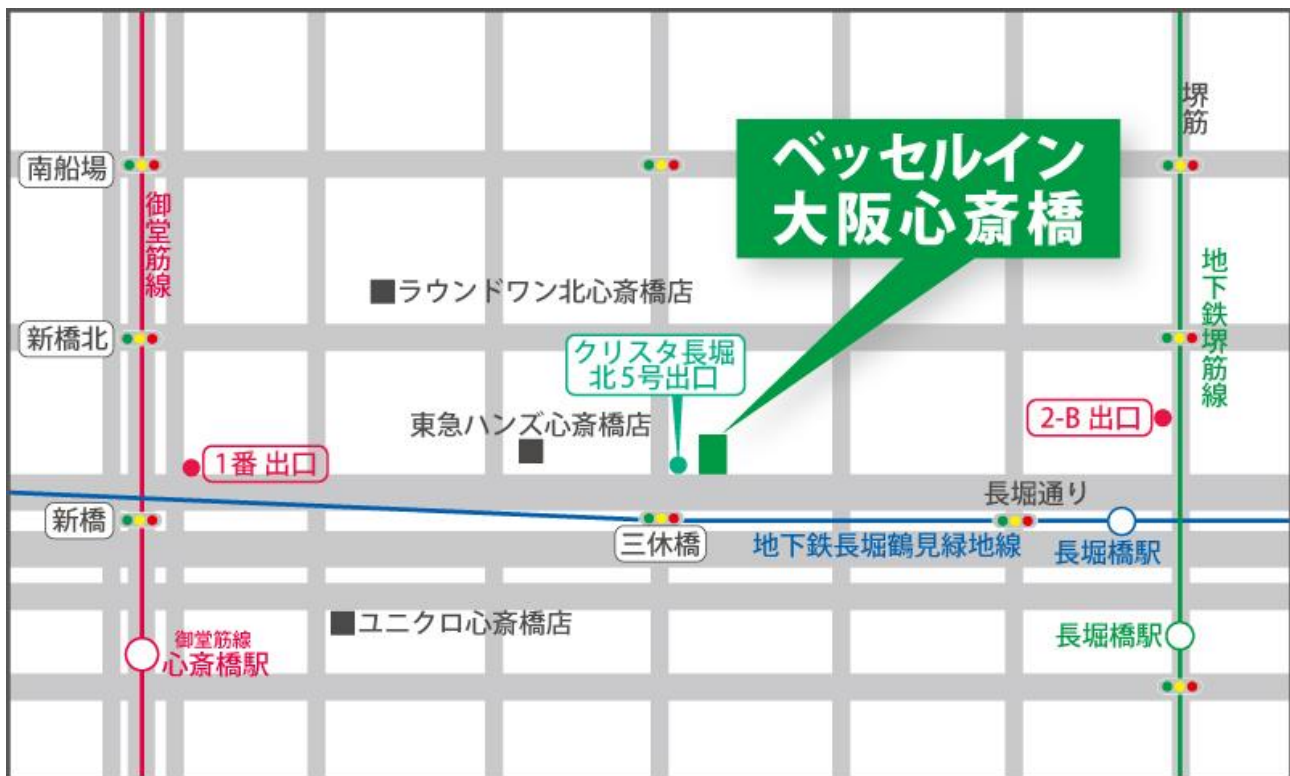 堺筋
南船場
ベッセルイン
大阪心斎橋
御堂筋線
地下鉄堺筋線
■ラウンドワン北心斎橋店
新橋北
クリスタ長堀
北5号出口
東急ハンズ心斎橋店
2-B 出口
1番 出口
長堀通り
新橋
三休橋
地下鉄長堀鶴見緑地線
長堀橋駅
■ユニクロ心斎橋店
御堂筋線
心斎橋駅
長堀橋駅